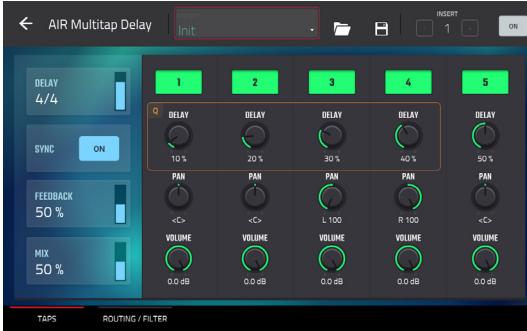 AIR Multitap Delay
Init
INSERT
1
ON
DELAY
4/4
SYNC
ON
FEEDBACK
50 %
MIX
50 %
1 2 3 4 5
Q
DELAY DELAY DELAY DELAY DELAY
10 % 20 % 30 % 40 % 50 %
PAN PAN PAN PAN PAN
<C> <C> L 100 R 100 <C>
VOLUME VOLUME VOLUME VOLUME VOLUME
0.0 dB 0.0 dB 0.0 dB 0.0 dB 0.0 dB
TAPS ROUTING / FILTER